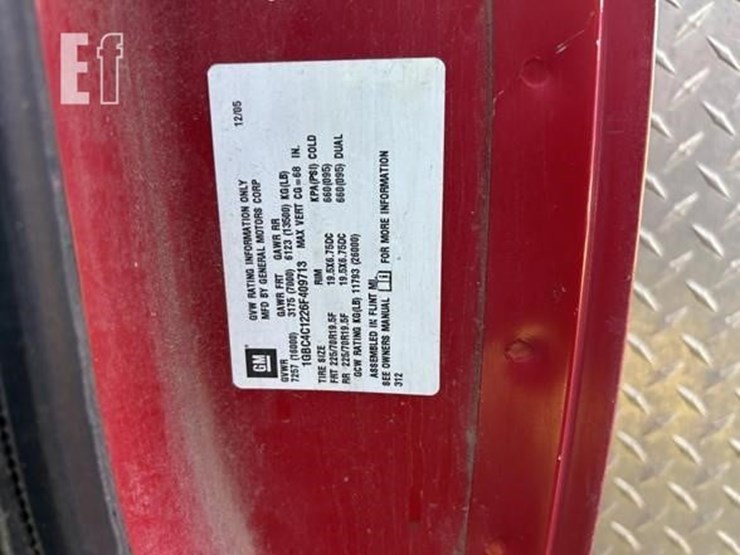 Ef
GM
GVW RATING INFORMATION ONLY
MFD BY GENERAL MOTORS CORP 12/05
GVWR GAWR FRT GAWR RR
7257 (16000) 3175 (7000) 6123 (13500) KG(LB)
1GBC4C1226F409713 MAX VERT CG=68 IN.
TIRE SIZE RIM KPA(PSI) COLD
FRT 225/70R19.5F 19.5X6.75DC 660(095)
RR 225/70R19.5F 19.5X6.75DC 660(095) DUAL
GCW RATING KG(LB) 11793 (26000)
ASSEMBLED IN FLINT MI.
SEE OWNERS MANUAL FOR MORE INFORMATION
312